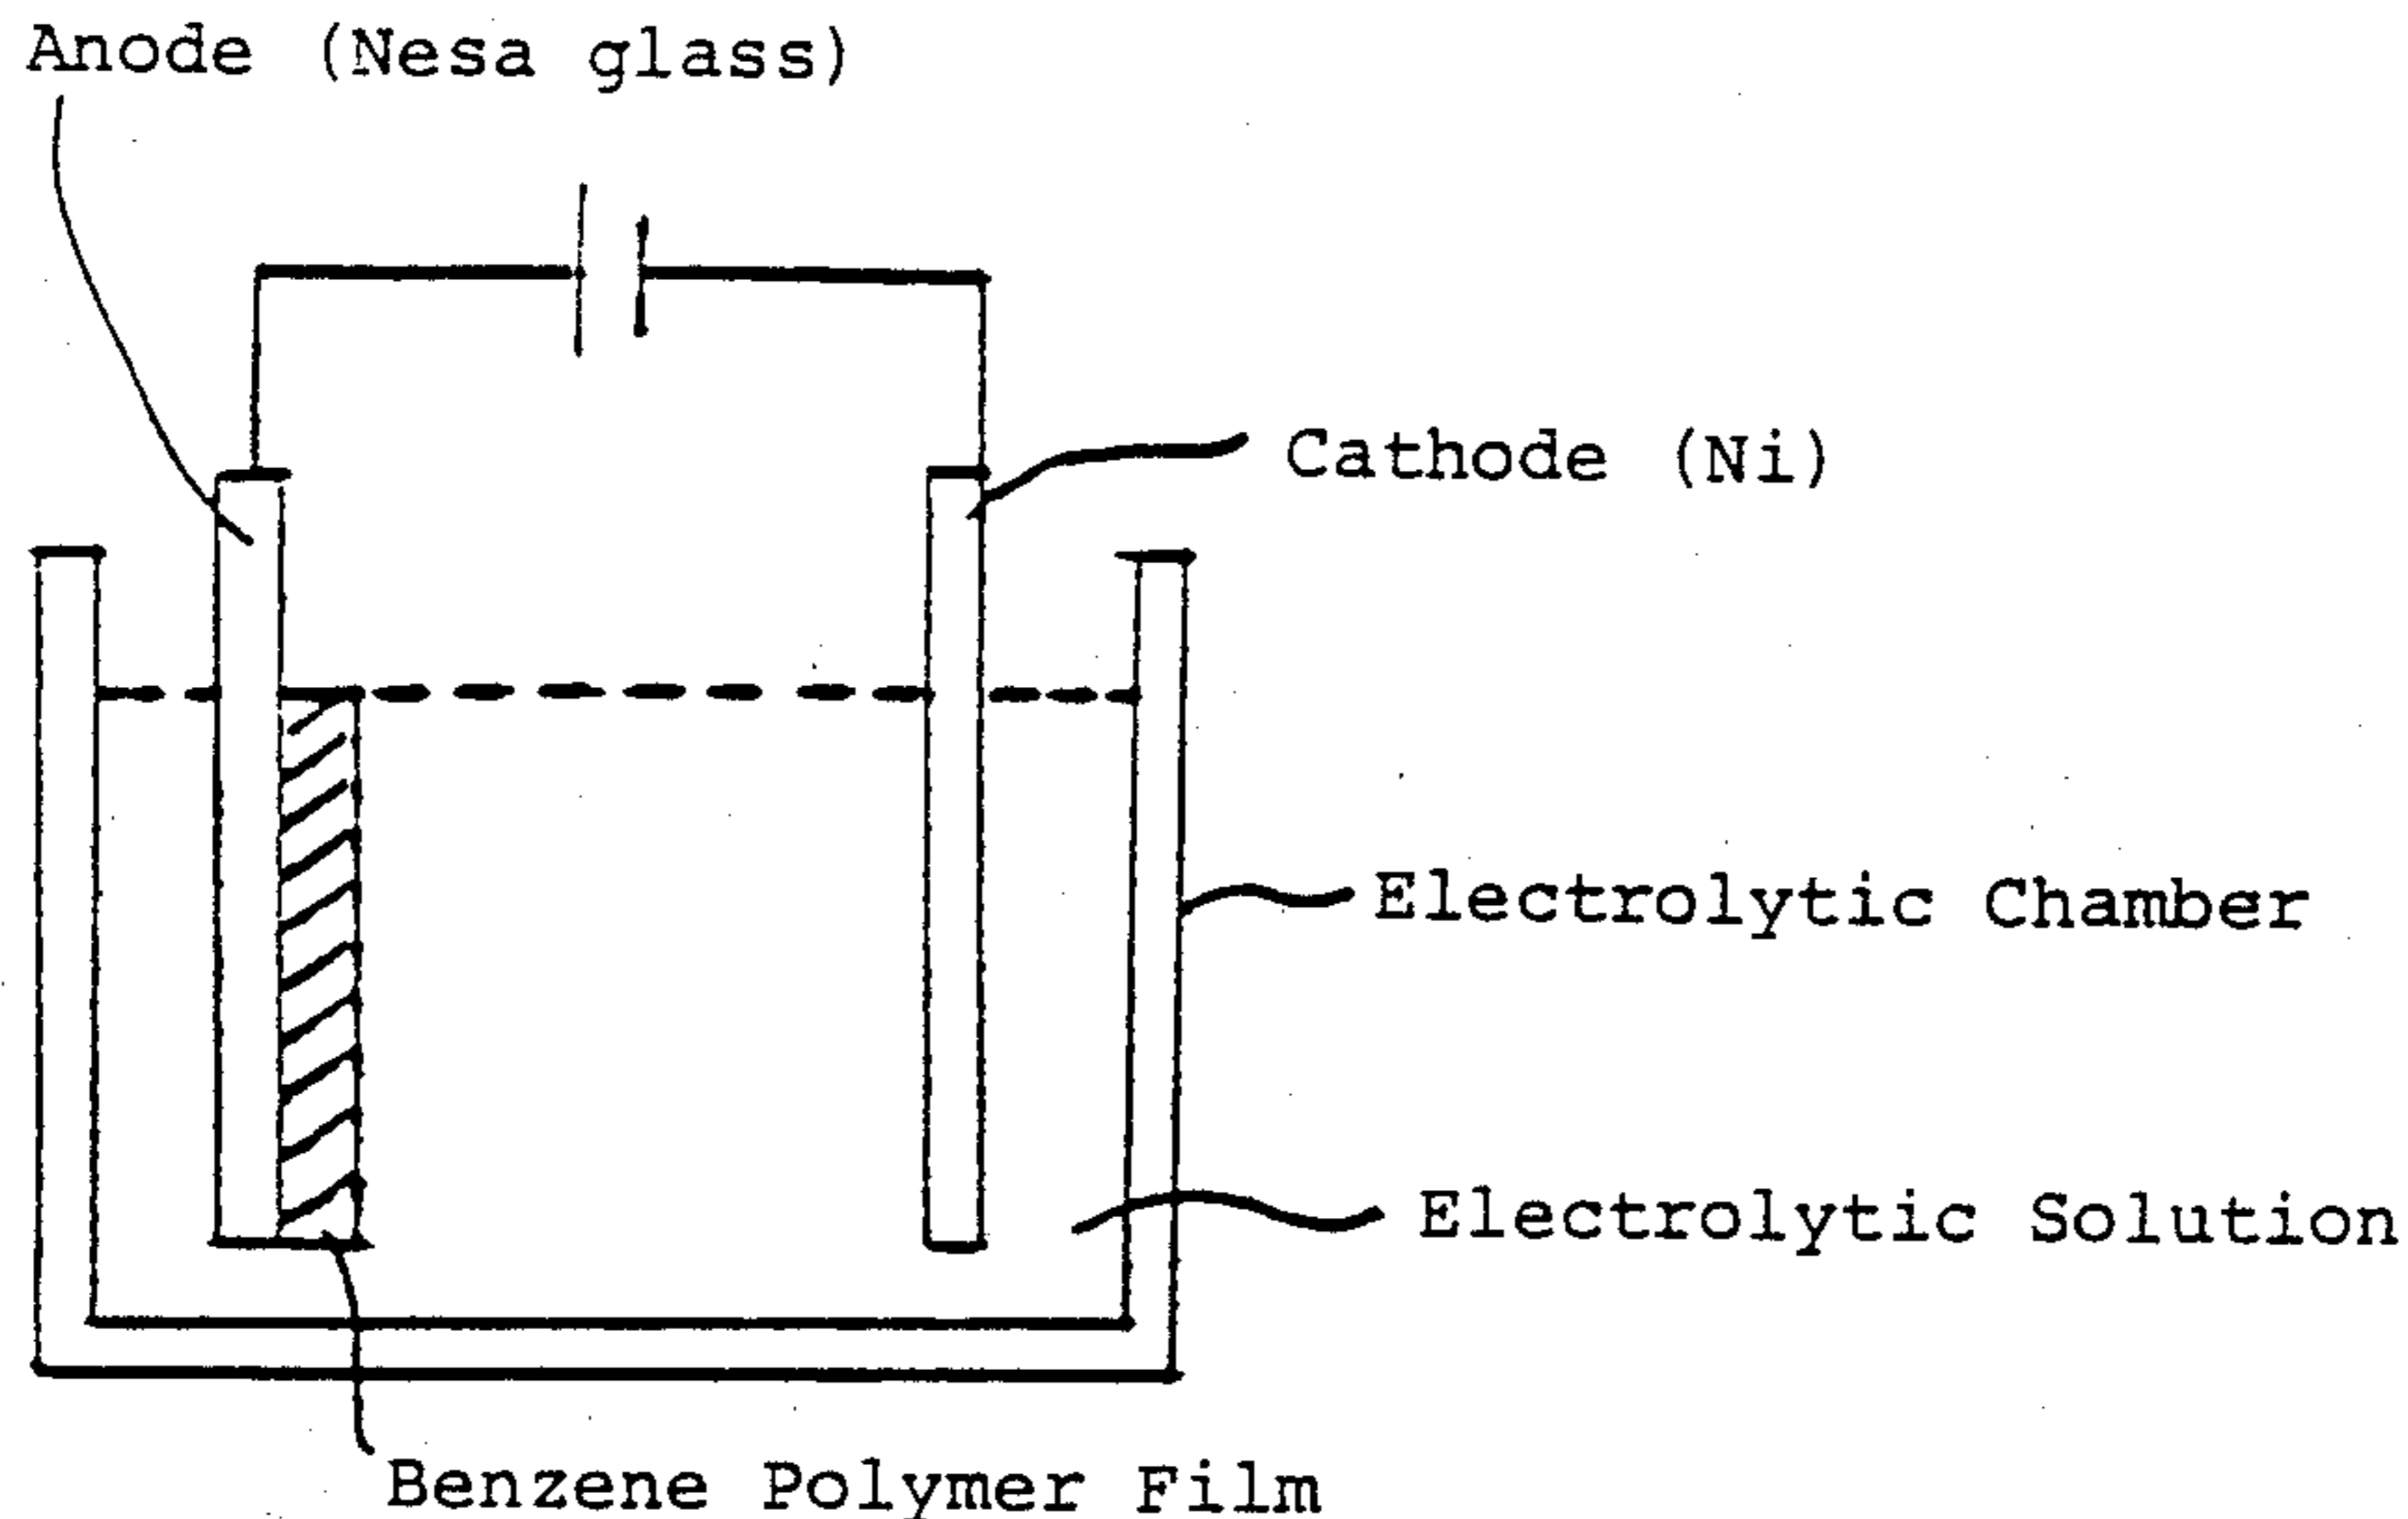 Anode (Nesa glass)
Cathode (Ni)
Electrolytic Chamber
Electrolytic Solution
Benzene Polymer Film